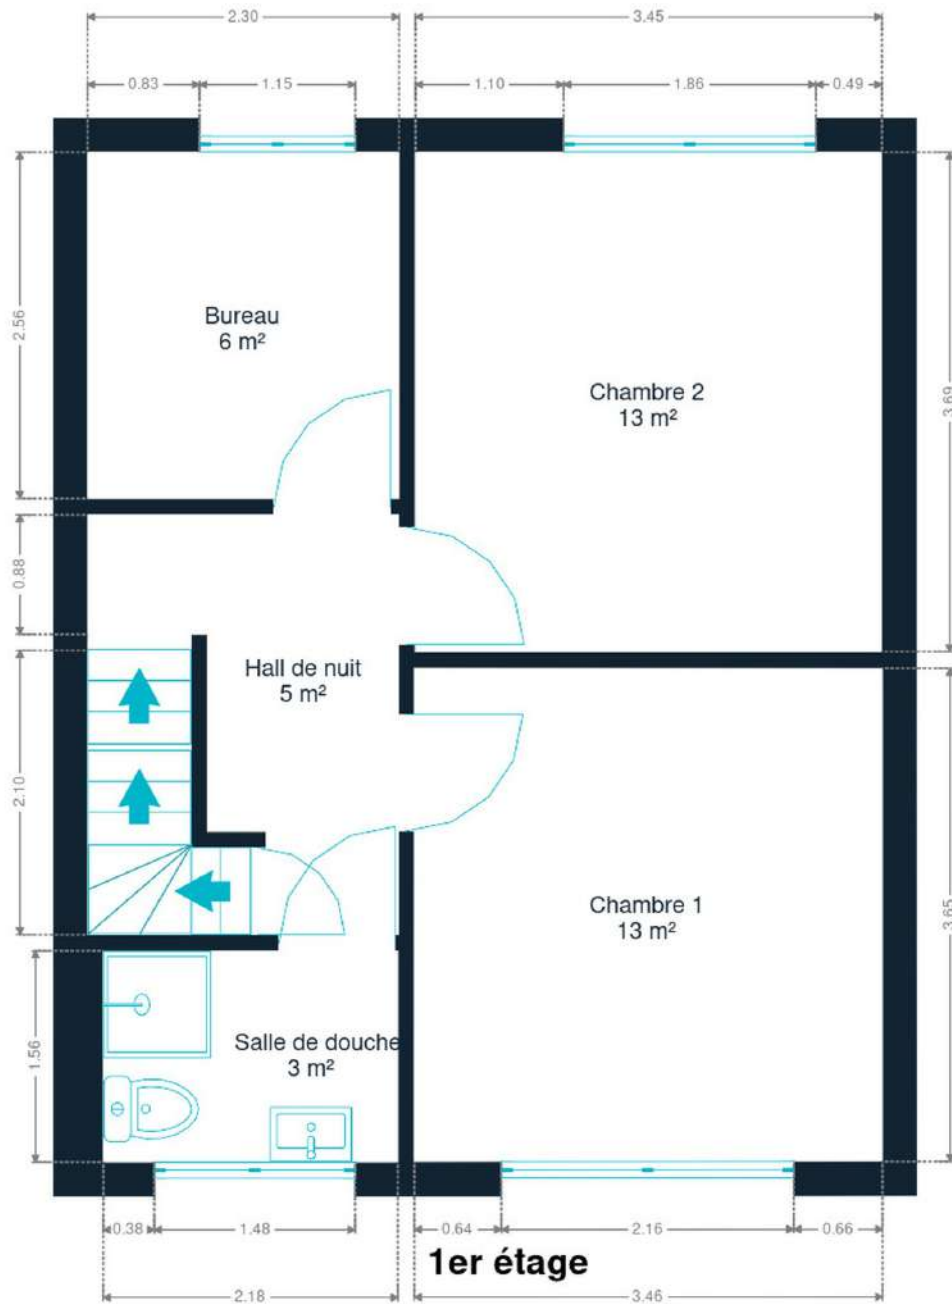 2.30
3.45
0.83
1.15
1.10
1.86
0.49
2.56
Bureau
6 m²
Chambre 2
13 m²
3.69
0.88
Hall de nuit
5 m²
2.10
Chambre 1
13 m²
3.65
1.56
Salle de douche
3 m²
0.38
1.48
0.64
2.16
0.66
1er étage
2.18
3.46